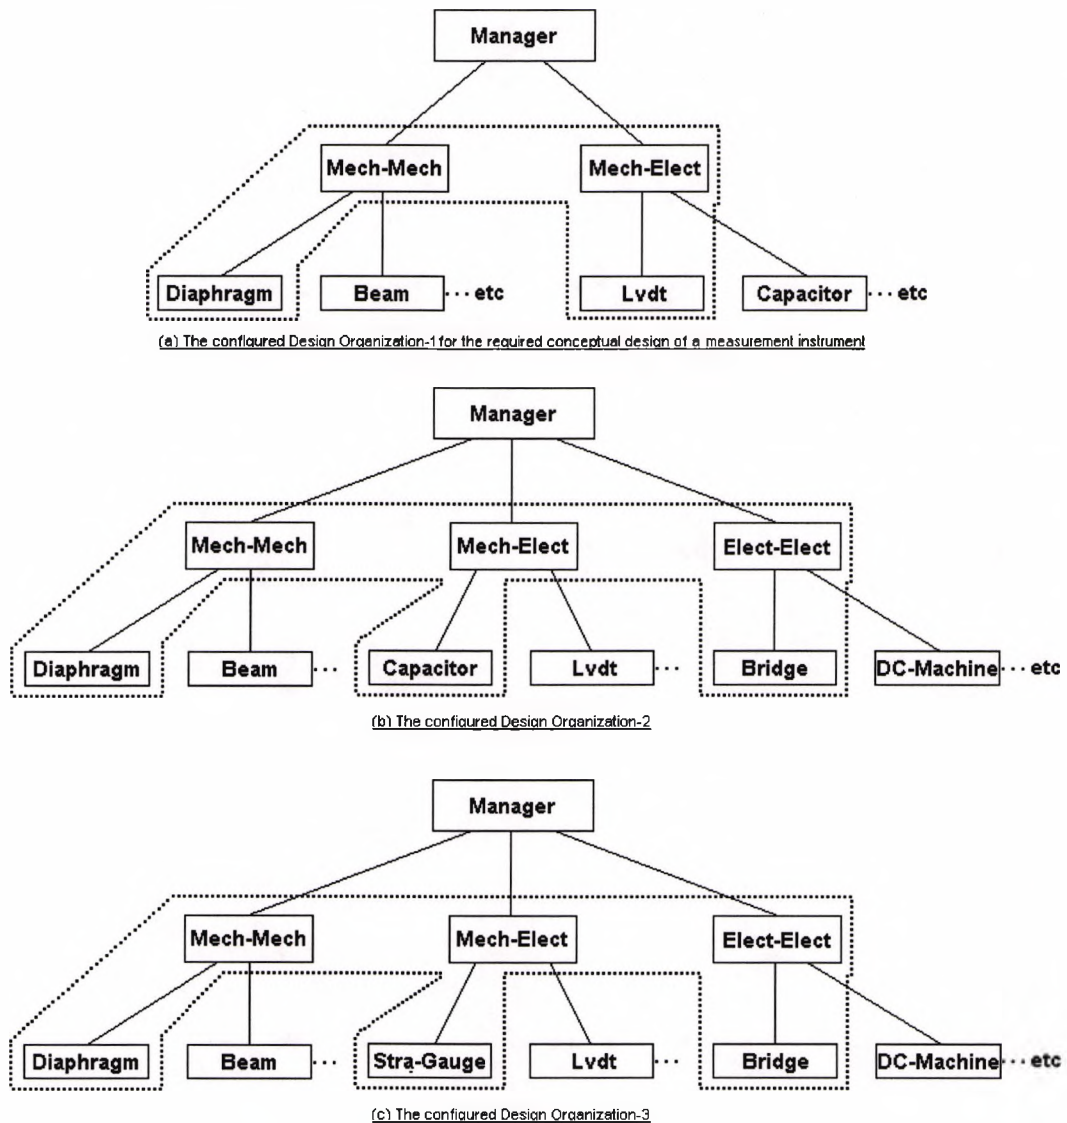 Manager
Mech-Mech Mech-Elect
Diaphragm Beam ... etc Lvdt Capacitor ... etc
(a) The configured Design Organization-1 for the required conceptual design of a measurement instrument
Manager
Mech-Mech Mech-Elect Elect-Elect
Diaphragm Beam ... Capacitor Lvdt ... Bridge DC-Machine ... etc
(b) The configured Design Organization-2
Manager
Mech-Mech Mech-Elect Elect-Elect
Diaphragm Beam ... Stra-Gauge Lvdt ... Bridge DC-Machine ... etc
(c) The configured Design Organization-3